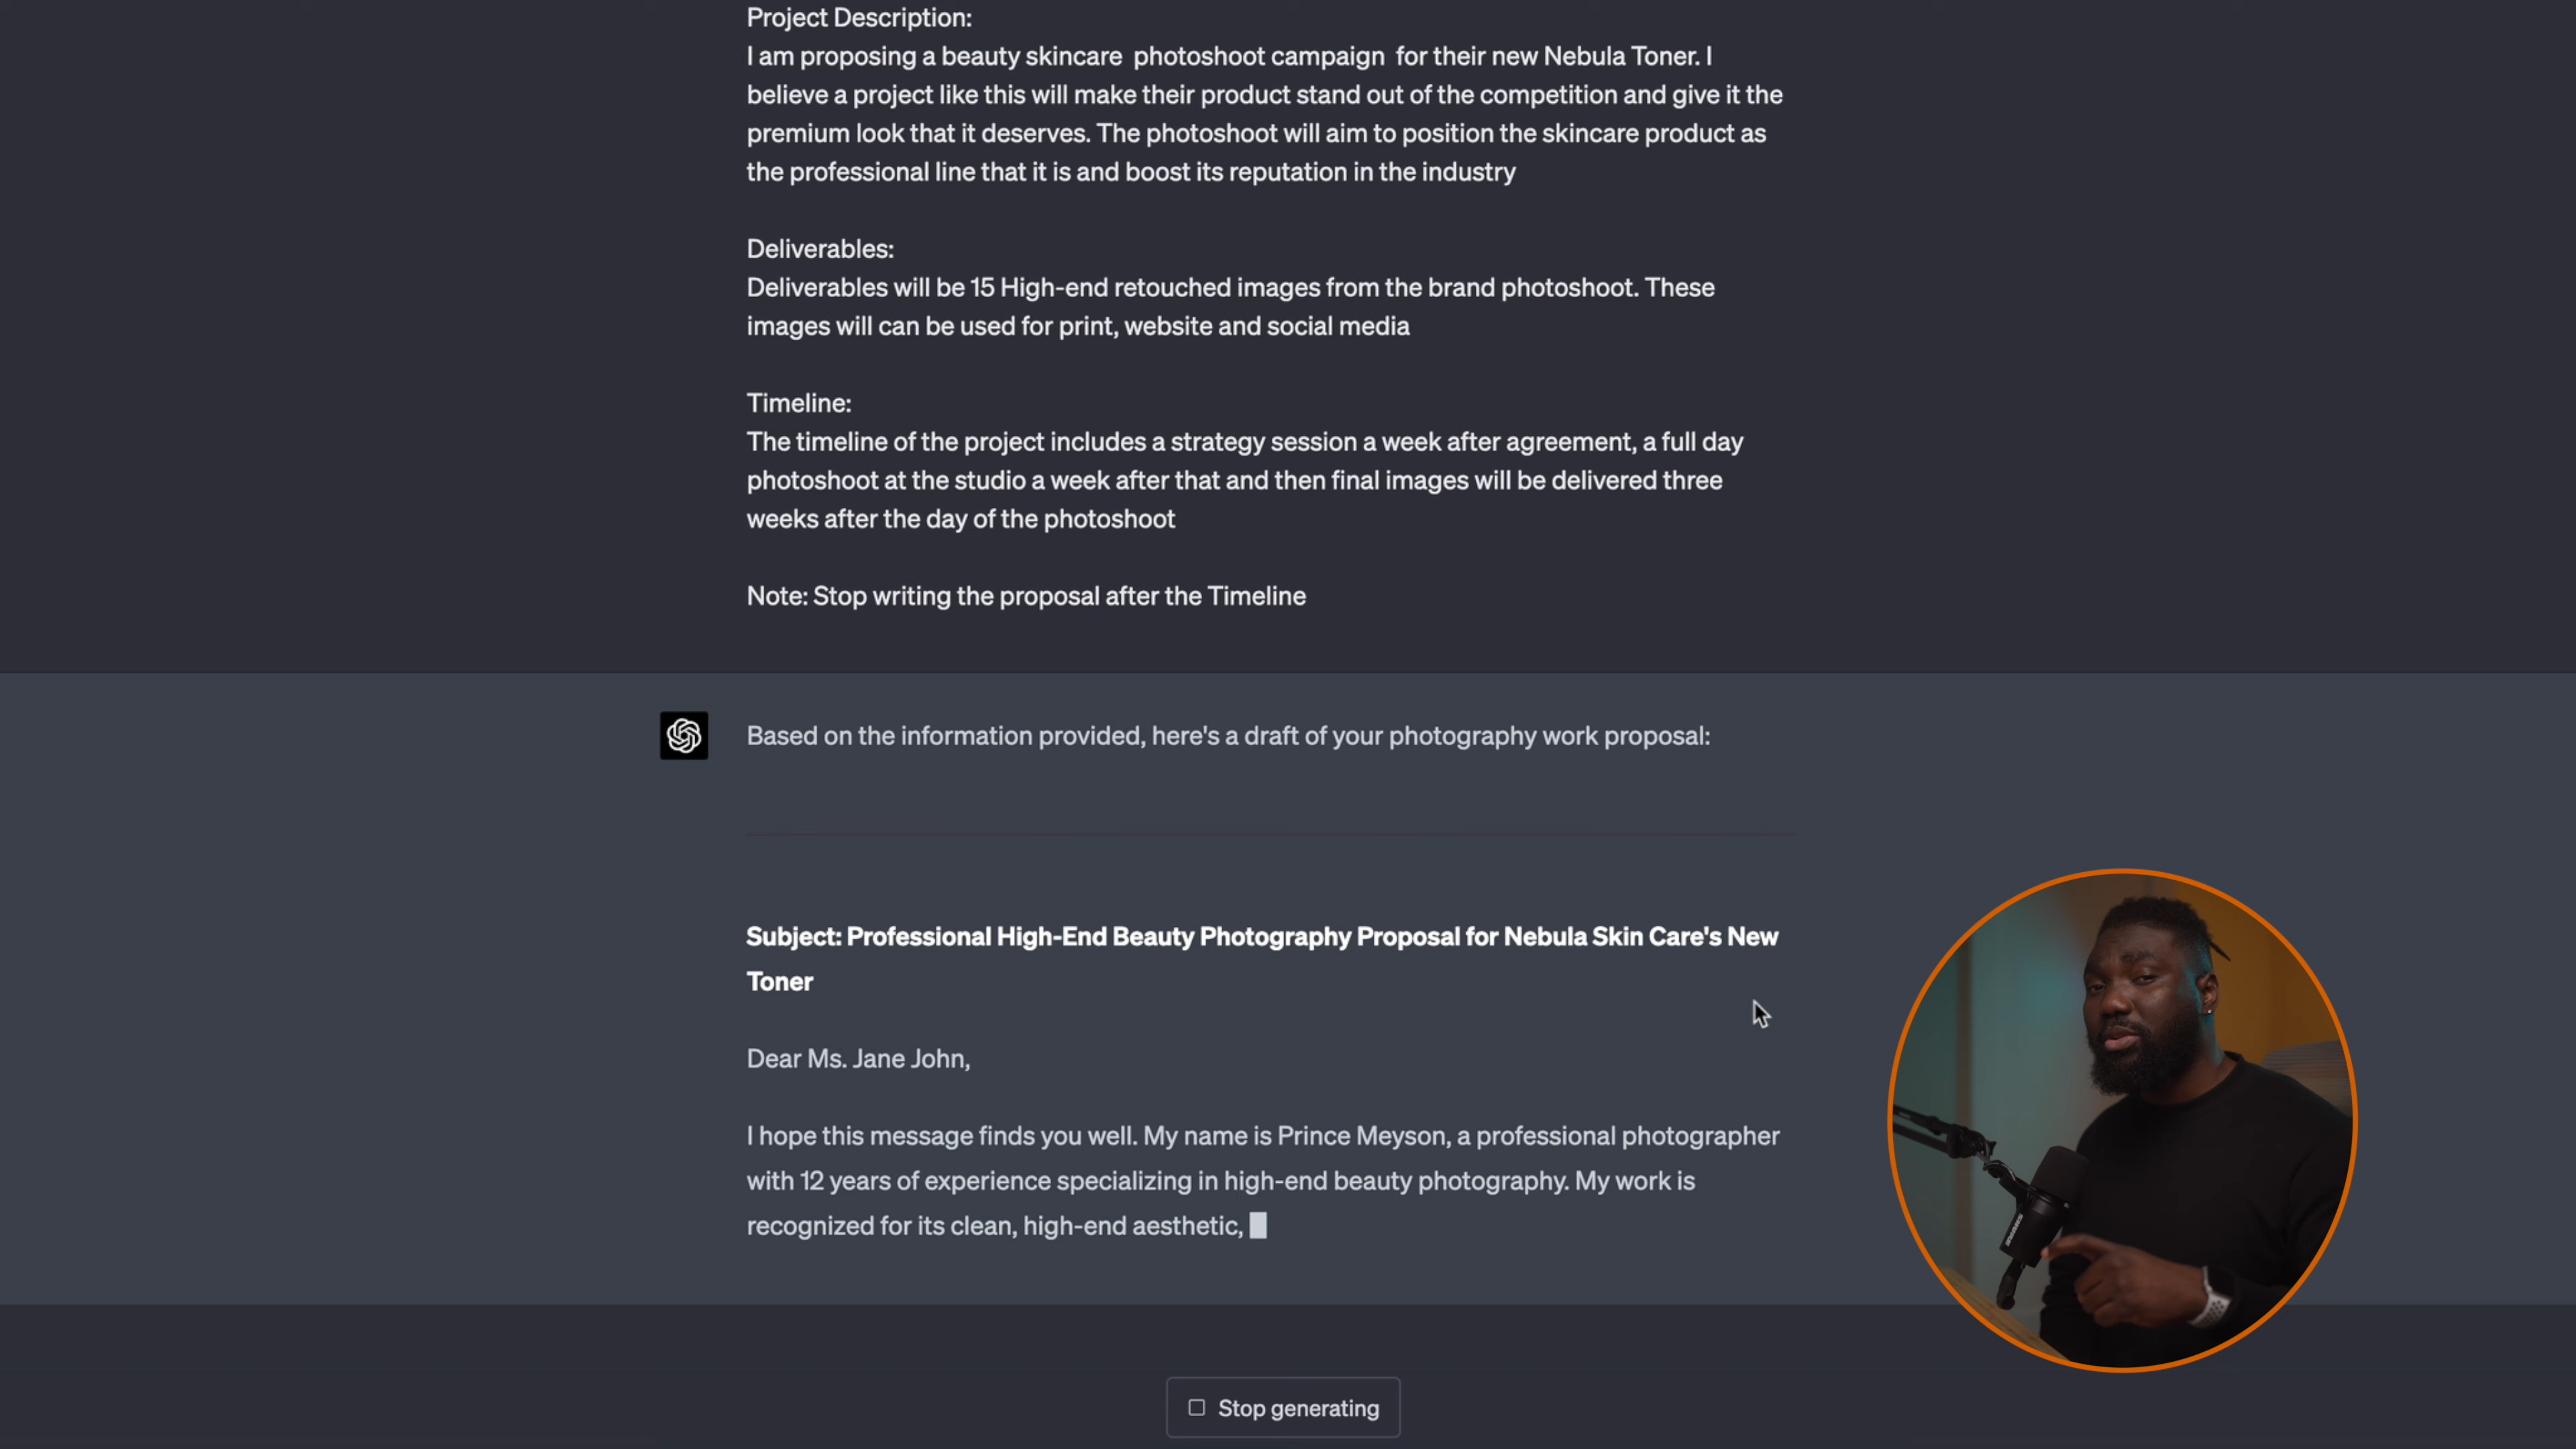 Project Description:
I am proposing a beauty skincare  photoshoot campaign  for their new Nebula Toner. I
believe a project like this will make their product stand out of the competition and give it the
premium look that it deserves. The photoshoot will aim to position the skincare product as
the professional line that it is and boost its reputation in the industry
Deliverables:
Deliverables will be 15 High-end retouched images from the brand photoshoot. These
images will can be used for print, website and social media
Timeline:
The timeline of the project includes a strategy session a week after agreement, a full day
photoshoot at the studio a week after that and then final images will be delivered three
weeks after the day of the photoshoot
Note: Stop writing the proposal after the Timeline
Based on the information provided, here's a draft of your photography work proposal:
Subject: Professional High-End Beauty Photography Proposal for Nebula Skin Care's New
Toner
Dear Ms. Jane John,
I hope this message finds you well. My name is Prince Meyson, a professional photographer
with 12 years of experience specializing in high-end beauty photography. My work is
recognized for its clean, high-end aesthetic,
SHURE
Stop generating